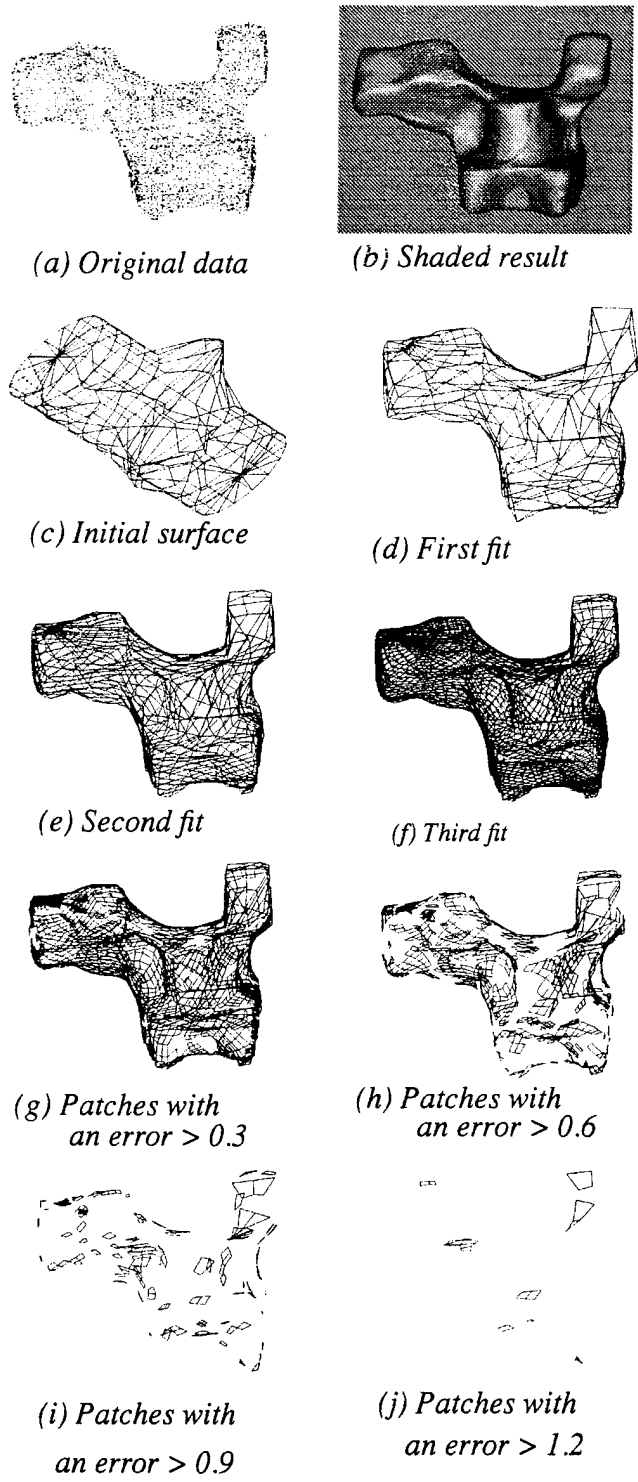 (a) Original data
(b) Shaded result
(c) Initial surface
(d) First fit
(e) Second fit
(f) Third fit
(g) Patches with
an error > 0.3
(h) Patches with
an error > 0.6
(i) Patches with
an error > 0.9
(j) Patches with
an error > 1.2